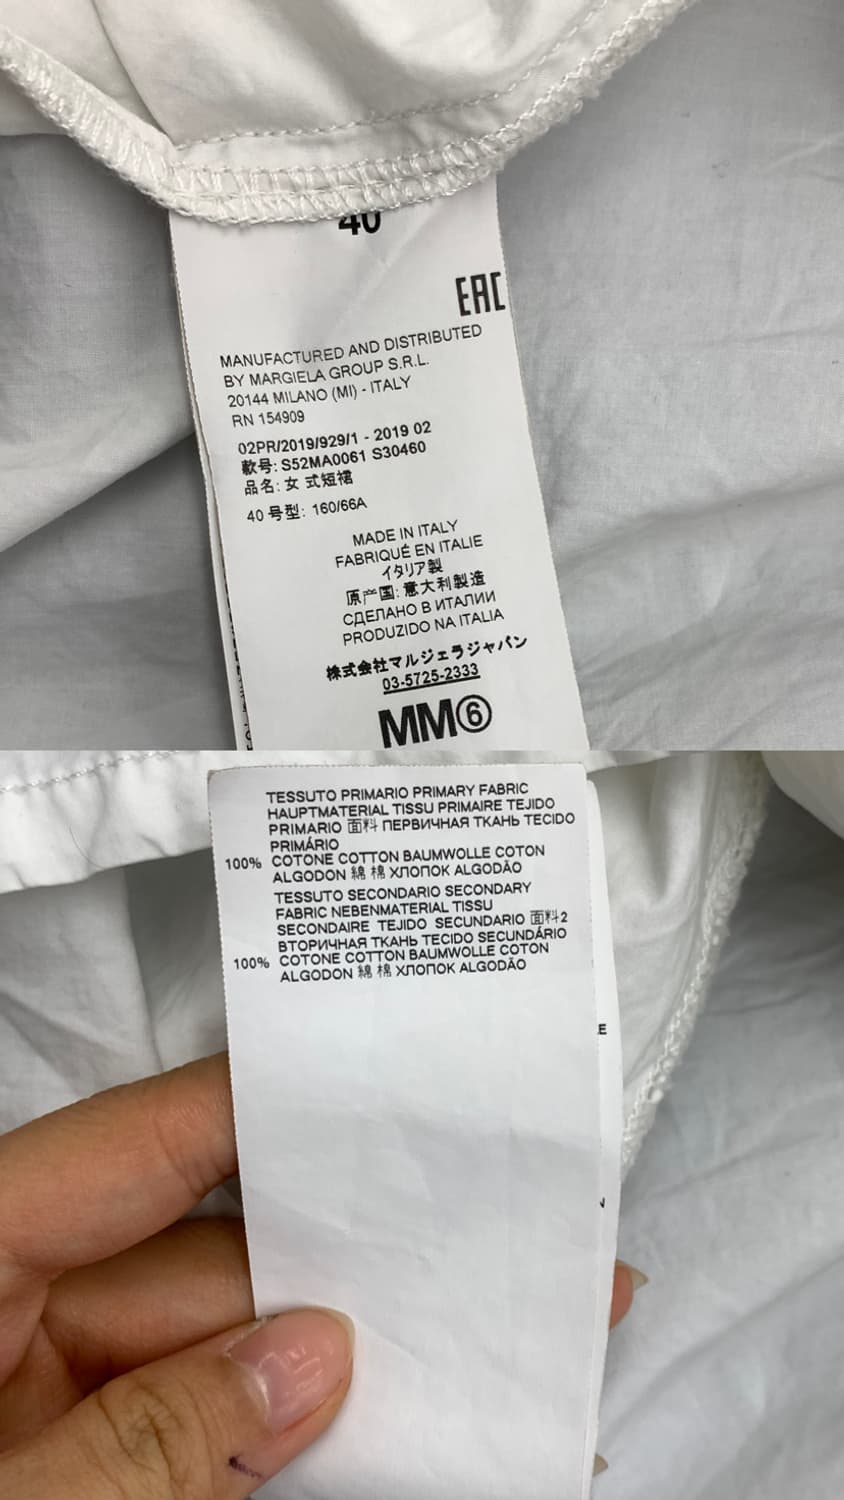 40
EAC
MANUFACTURED AND DISTRIBUTED
BY MARGIELA GROUP S.R.L.
20144 MILANO (MI) - ITALY
RN 154909
02PR/2019/929/1 - 2019 02
款号: S52MA0061 S30460
品名: 女 式短裙
40 号型: 160/66A
MADE IN ITALY
FABRIQUÉ EN ITALIE
イタリア製
原产国: 意大利製造
СДЕЛАНО В ИТАЛИИ
PRODUZIDO NA ITALIA
株式会社マルジェラジャパン
03-5725-2333
MM⑥
TESSUTO PRIMARIO PRIMARY FABRIC
HAUPTMATERIAL TISSU PRIMAIRE TEJIDO
PRIMARIO 面料 ПЕРВИЧНАЯ ТКАНЬ TECIDO
PRIMÁRIO
100% COTONE COTTON BAUMWOLLE COTON
ALGODON 綿 棉 ХЛОПОК ALGODÃO
TESSUTO SECONDARIO SECONDARY
FABRIC NEBENMATERIAL TISSU
SECONDAIRE TEJIDO SECUNDARIO 面料2
ВТОРИЧНАЯ ТКАНЬ TECIDO SECUNDÁRIO
100% COTONE COTTON BAUMWOLLE COTON
ALGODON 綿 棉 ХЛОПОК ALGODÃO